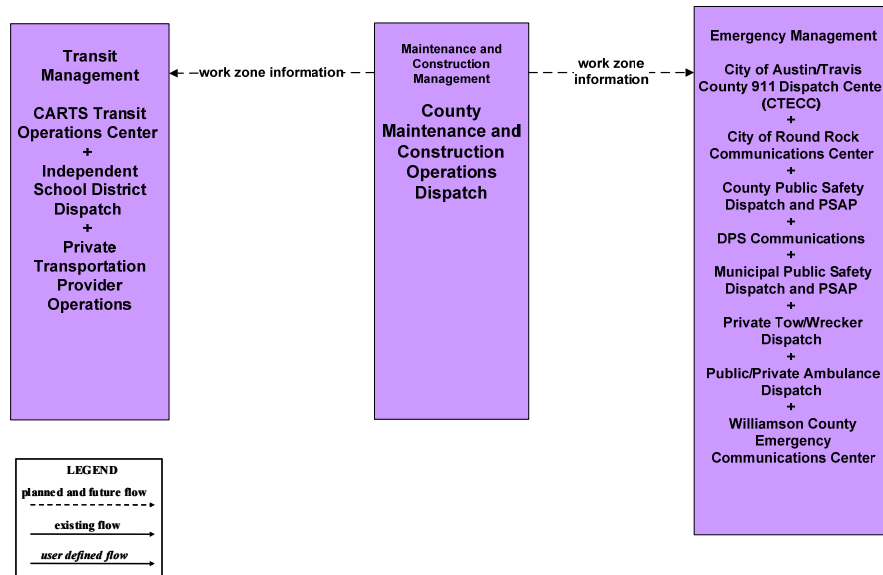 Transit
Management
CARTS Transit
Operations Center
+
Independent
School District
Dispatch
+
Private
Transportation
Provider
Operations
work zone information
Maintenance and
Construction
Management
County
Maintenance and
Construction
Operations
Dispatch
work zone
information
Emergency Management
City of Austin/Travis
County 911 Dispatch Cente
(CTECC)
+
City of Round Rock
Communications Center
+
County Public Safety
Dispatch and PSAP
+
DPS Communications
+
Municipal Public Safety
Dispatch and PSAP
+
Private Tow/Wrecker
Dispatch
+
Public/Private Ambulance
Dispatch
+
Williamson County
Emergency
Communications Center
LEGEND
planned and future flow
existing flow
user defined flow